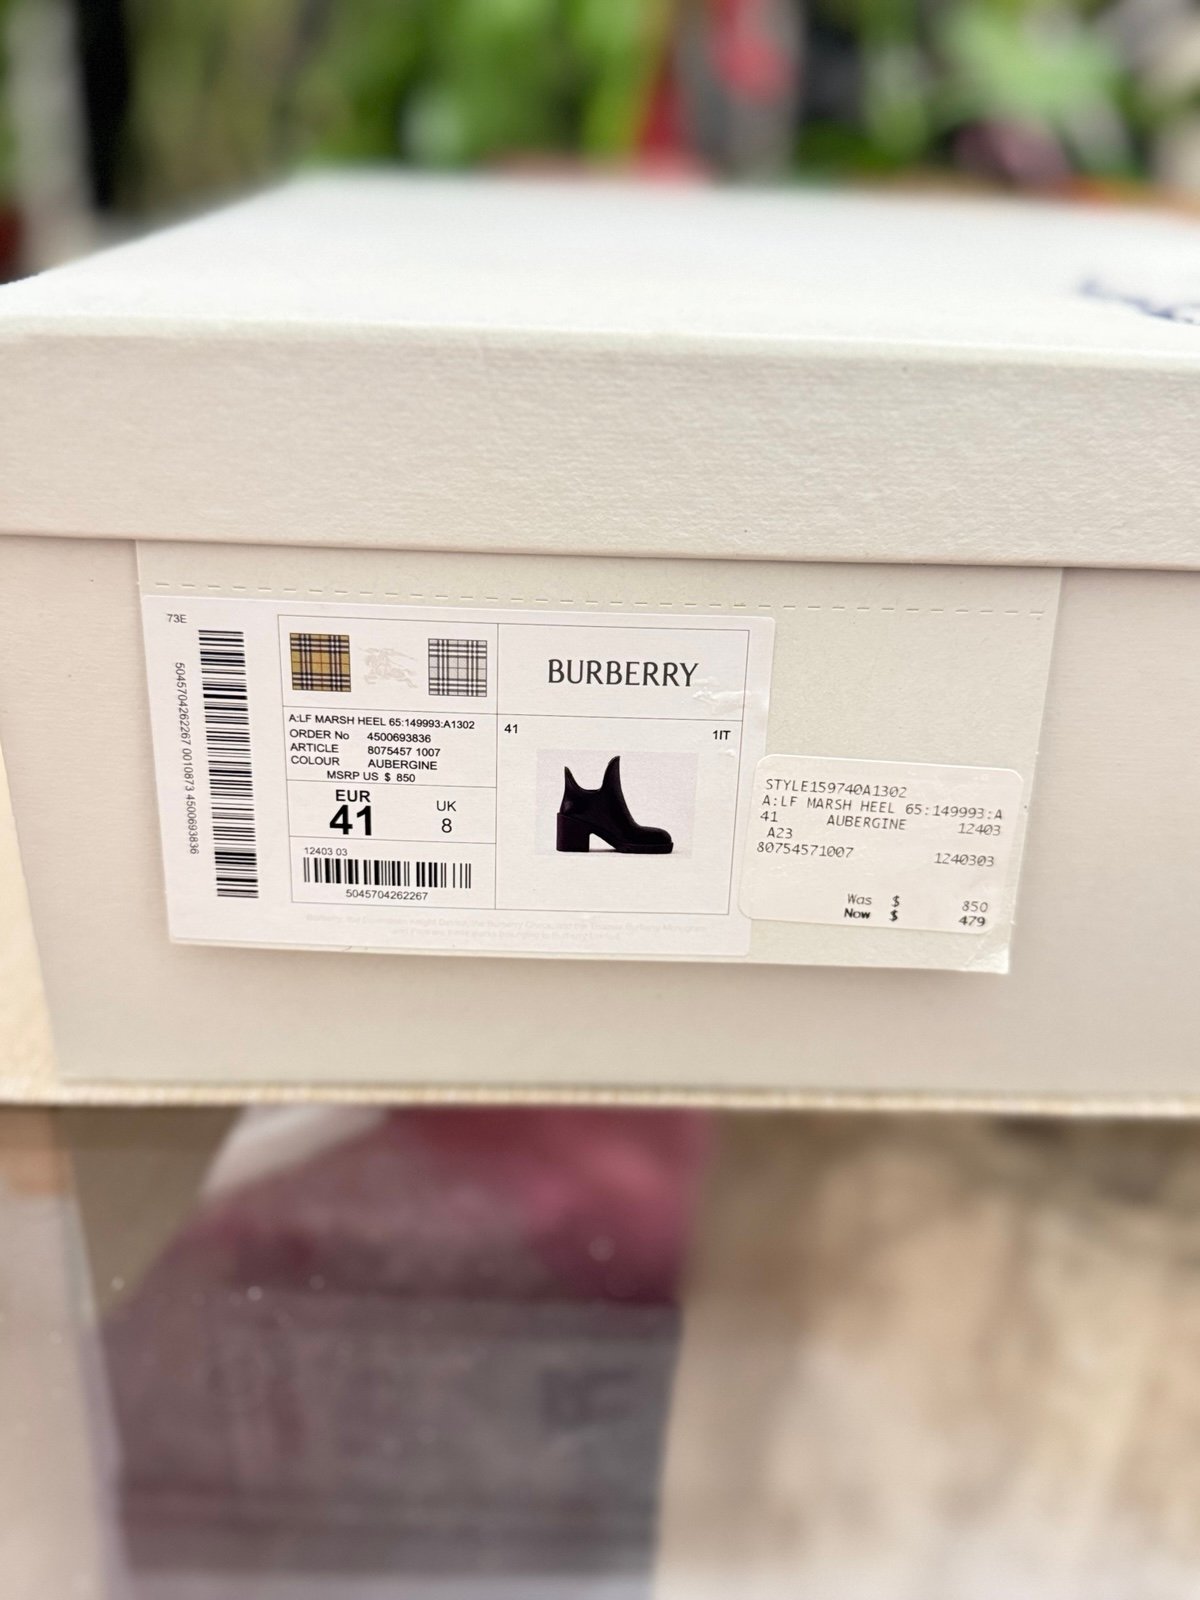 73E
5045704262267 0010873 4500693836
BURBERRY
A:LF MARSH HEEL 65:149993:A1302
ORDER No 4500693836
ARTICLE 8075457 1007
COLOUR AUBERGINE
MSRP US $ 850
EUR
41
UK
8
12403 03
5045704262267
41 1IT
STYLE159740A1302
A:LF MARSH HEEL 65:149993:A
41 AUBERGINE 12403
A23
80754571007 1240303
Was $ 850
Now $ 479